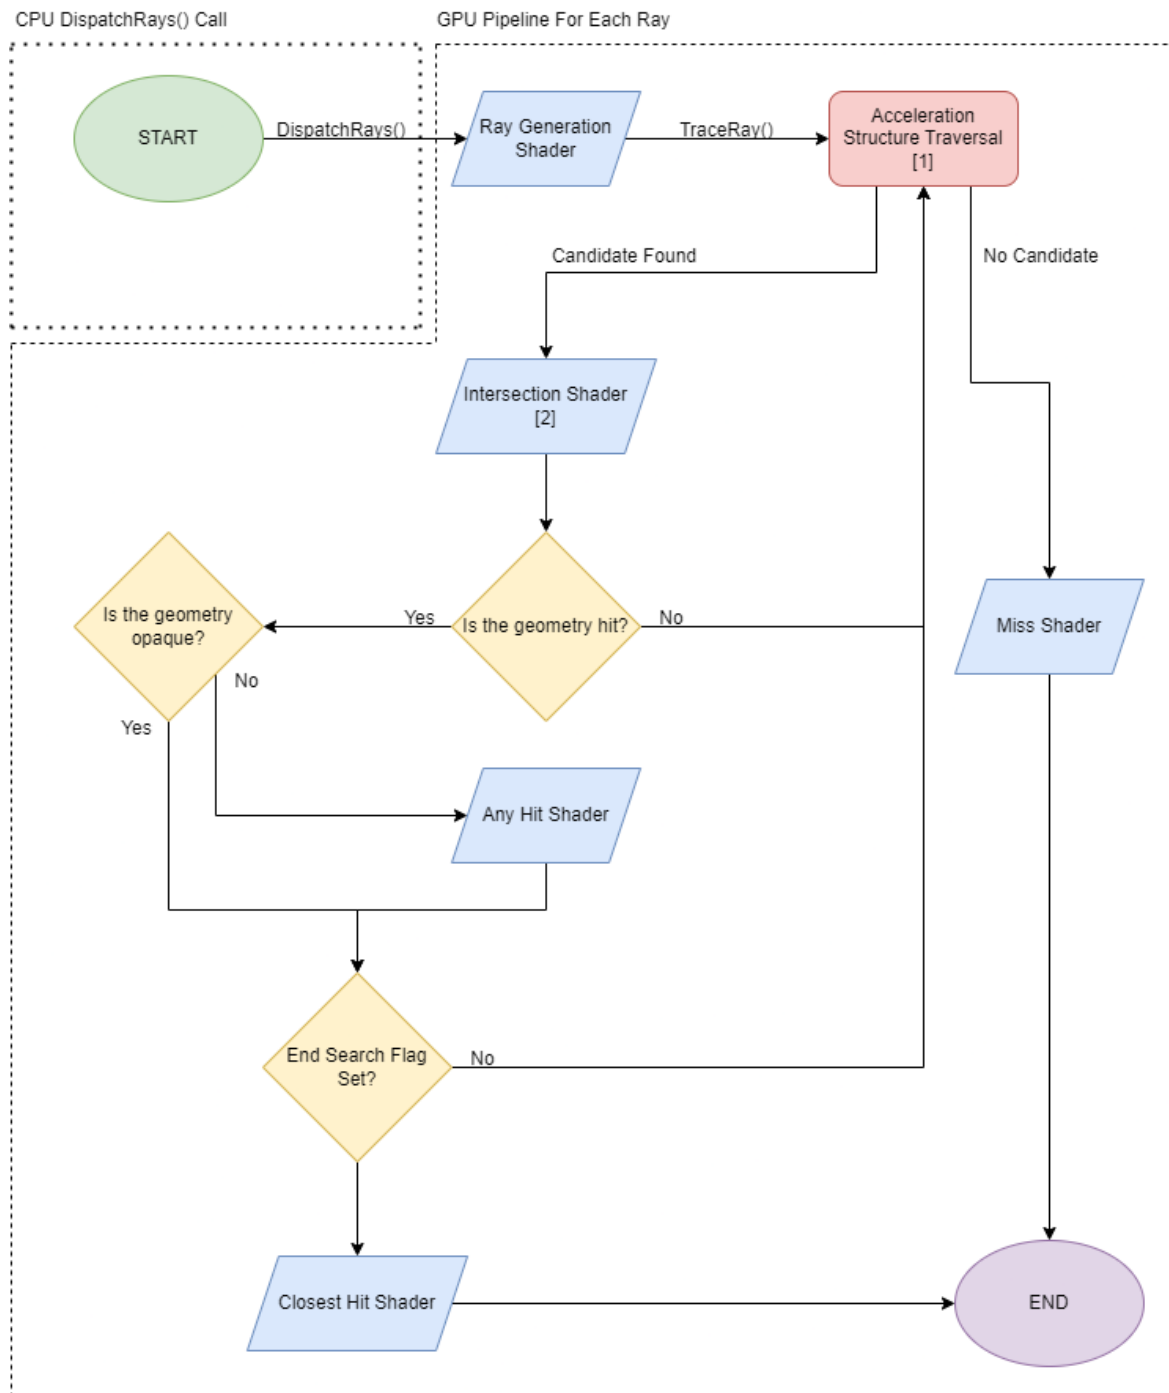 CPU DispatchRays() Call
GPU Pipeline For Each Ray
START
DispatchRays()
Ray Generation
Shader
TraceRay()
Acceleration
Structure Traversal
[1]
Candidate Found
No Candidate
Intersection Shader
[2]
Is the geometry
opaque?
Yes
Is the geometry hit?
No
Miss Shader
No
Yes
Any Hit Shader
End Search Flag
Set?
No
Closest Hit Shader
END